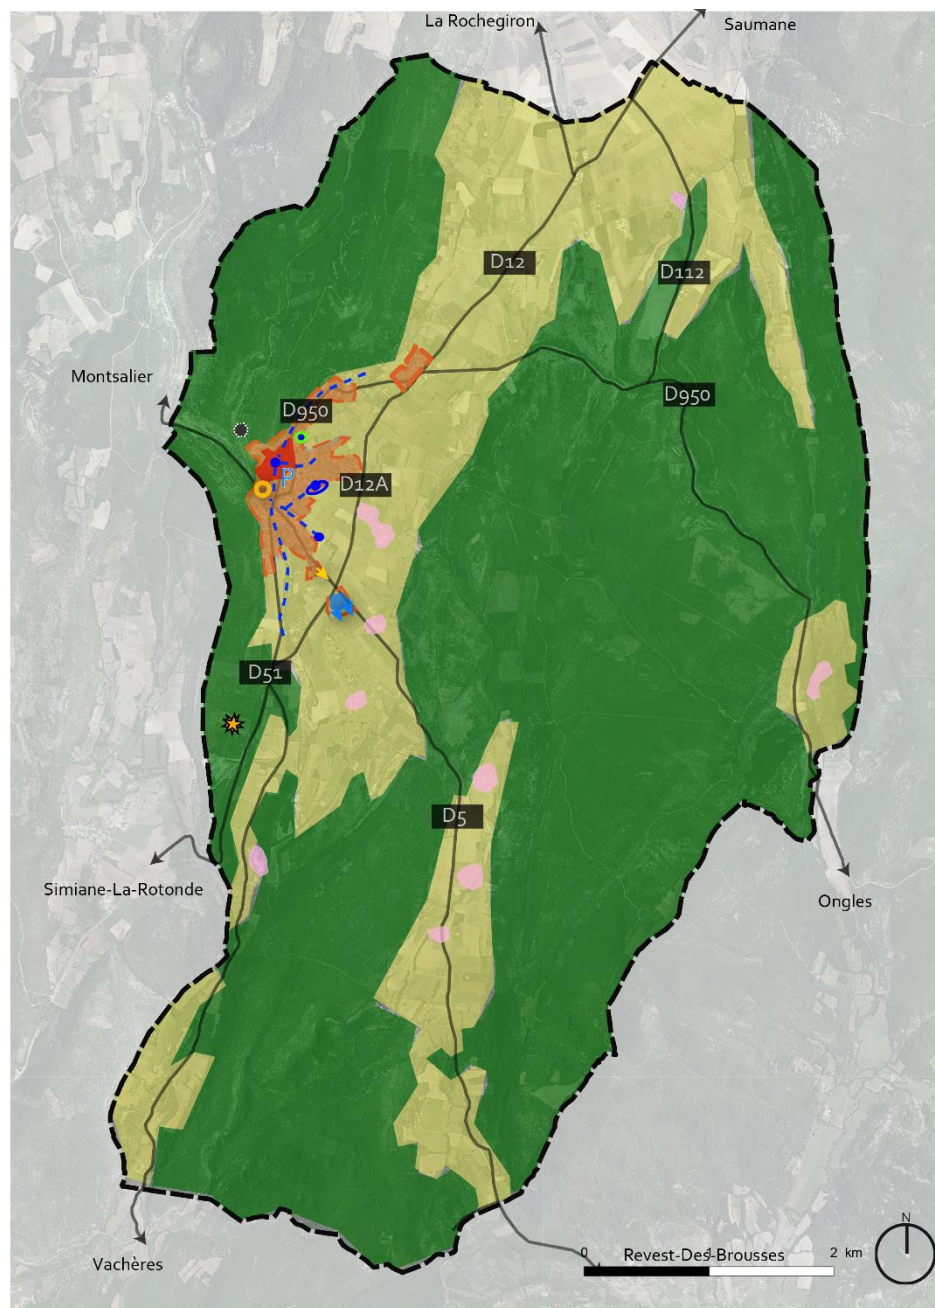 La Rochegiron
Saumane
D12
D112
Montsalier
D950
D950
P
D12A
D51
D5
Simiane-La-Rotonde
Ongles
N
Revest-Des-Brousses
0 1 2 km
Vachères